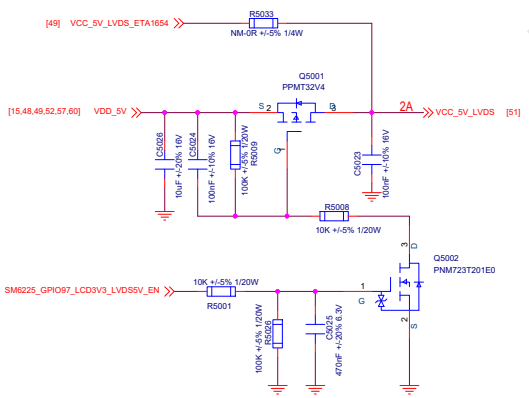 R5033
[49] VCC_5V_LVDS_ETA1654
NM-0R +/-5% 1/4W
Q5001
PPMT32V4
[15,48,49,52,57,60] VDD_5V
S 2
3 D
2A
VCC_5V_LVDS [51]
G 1
C5026
10uF +/-20% 16V
C5024
100nF +/-10% 16V
R5009
100K +/-5% 1/20W
C5023
100nF +/-10% 16V
R5008
10K +/-5% 1/20W
3 D
Q5002
PNM723T201E0
SM6225_GPIO97_LCD3V3_LVDS5V_EN
10K +/-5% 1/20W
R5001
1
G
2 S
R5026
100K +/-5% 1/20W
C5025
470nF +/-20% 6.3V